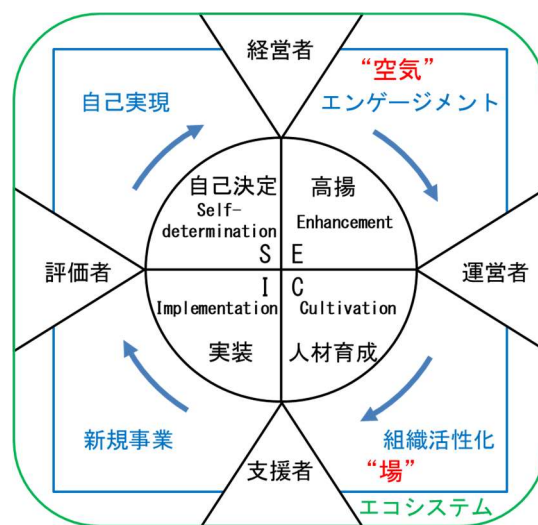 経営者
“空気”
自己実現
エンゲージメント
自己決定
Self-
determination
S
高揚
Enhancement
E
評価者
運営者
I
Implementation
実装
C
Cultivation
人材育成
新規事業
組織活性化
支援者
“場”
エコシステム